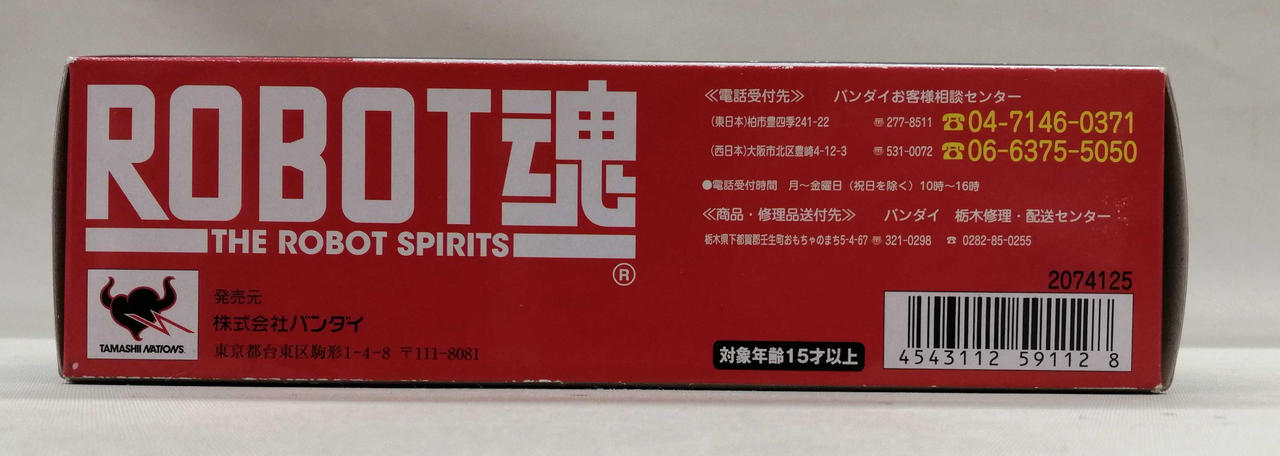 ROBOT魂
THE ROBOT SPIRITS
®
TAMASHII NATIONS
発売元
株式会社バンダイ
東京都台東区駒形1-4-8 〒111-8081
≪電話受付先≫ バンダイお客様相談センター
(東日本)柏市豊四季241-22 〒277-8511 ☎04-7146-0371
(西日本)大阪市北区豊崎4-12-3 〒531-0072 ☎06-6375-5050
●電話受付時間 月〜金曜日(祝日を除く)10時〜16時
≪商品・修理品送付先≫ バンダイ 栃木修理・配送センター
栃木県下都賀郡壬生町おもちゃのまち5-4-67 〒321-0298 ☎0282-85-0255
2074125
対象年齢15才以上
4543112 59112 8